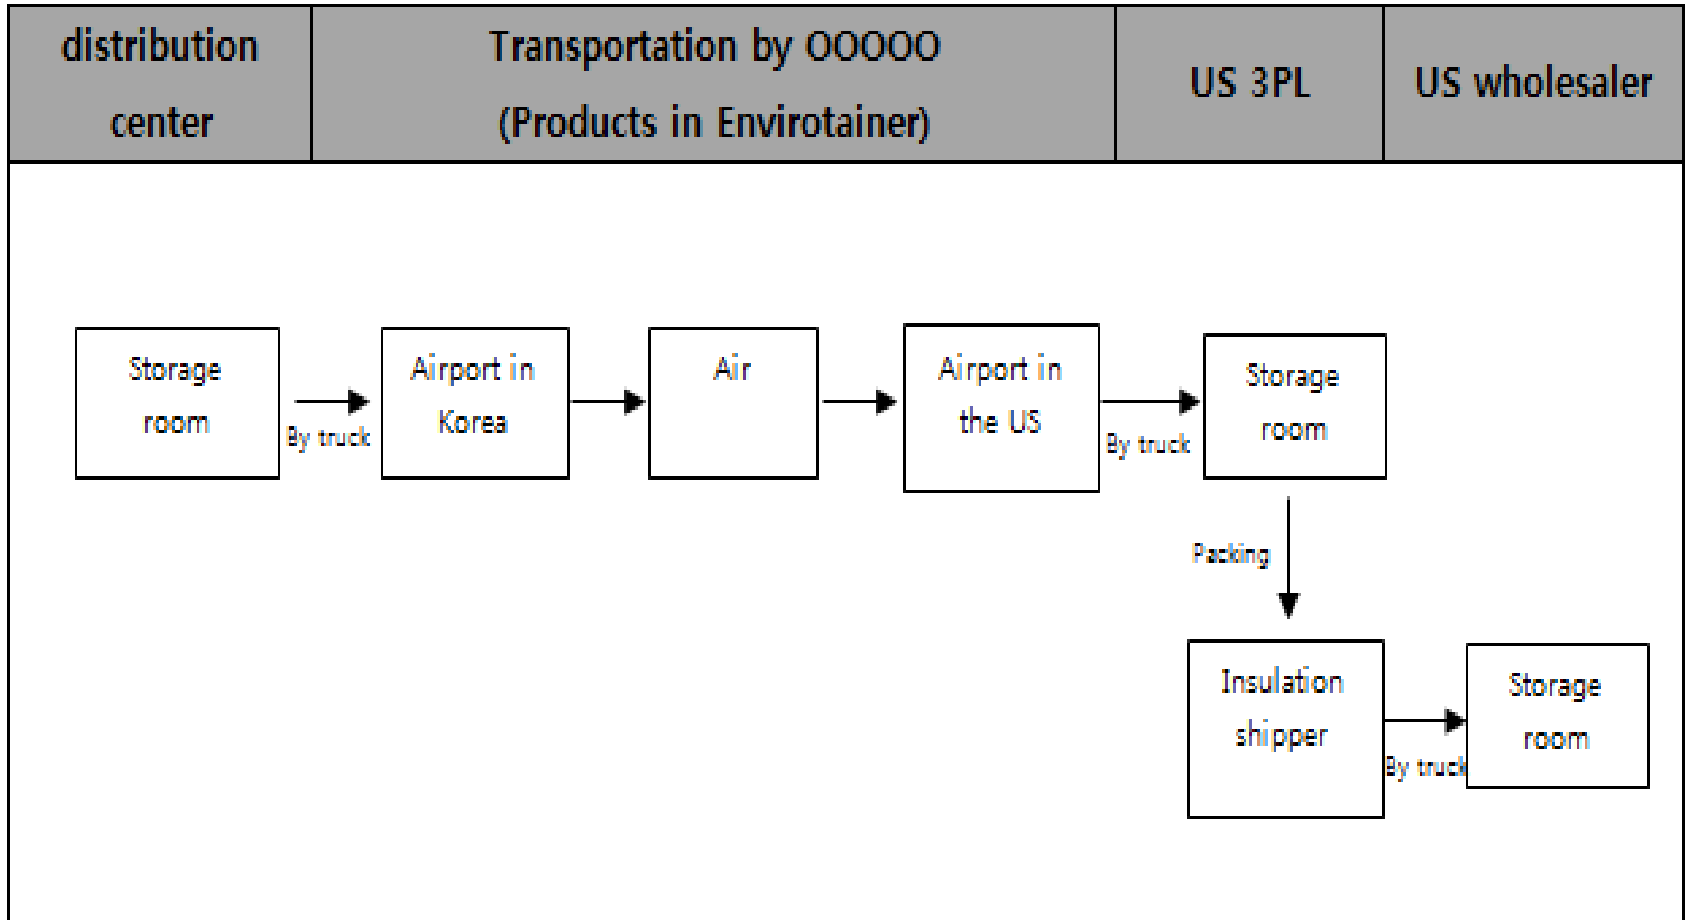 distribution
center
Transportation by OOOOO
(Products in Envirotainer)
US 3PL
US wholesaler
Storage
room
By truck
Airport in
Korea
Air
Airport in
the US
By truck
Storage
room
Packing
Insulation
shipper
By truck
Storage
room